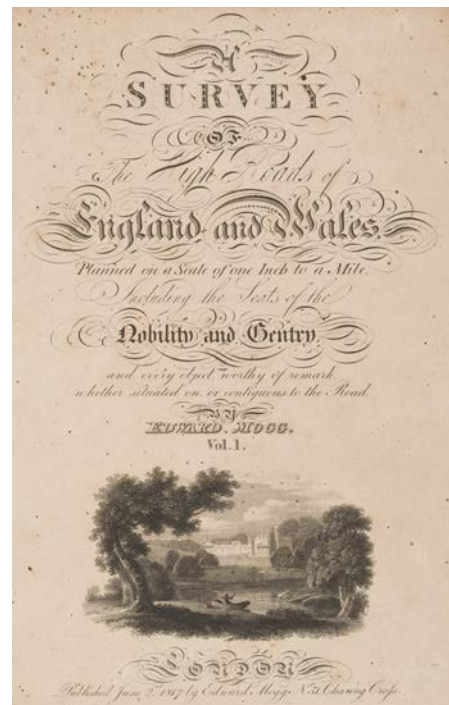 A
SURVEY
OF
The High Roads of
England and Wales.
Planned on a Scale of one Inch to a Mile.
Including the Seats of the
Nobility and Gentry.
and every object worthy of remark,
whether situated on or contiguous to the Road.
BY
EDWARD MOGG.
Vol. 1.
LONDON
Published June 2d. 1817 by Edward Mogg, No. 51 Charing Cross.